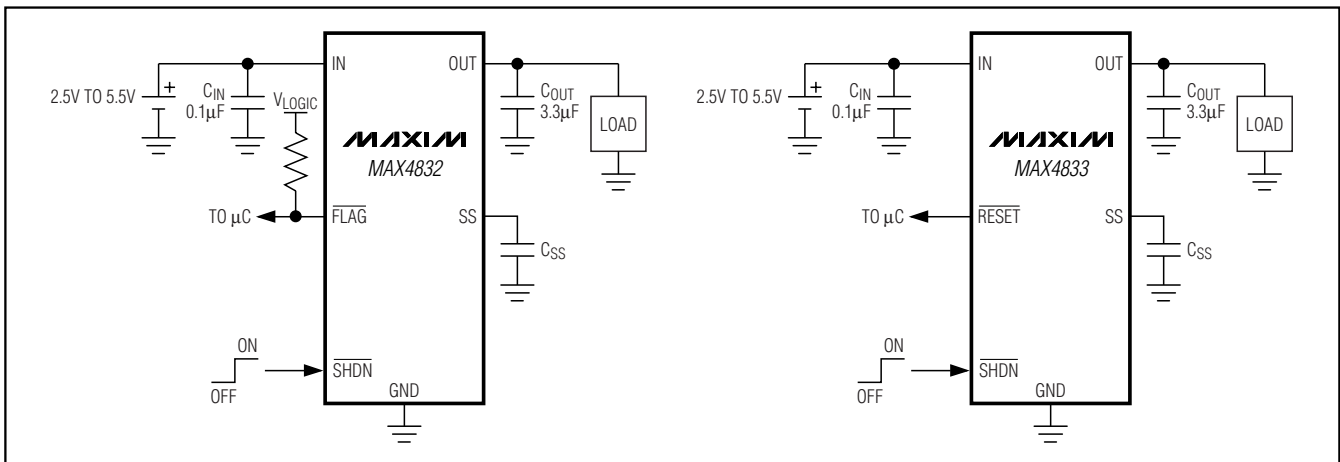 IN
OUT
2.5V TO 5.5V
+
CIN
0.1µF
VLOGIC
COUT
3.3µF
LOAD
MAXIM
MAX4832
TO µC
FLAG
SS
CSS
ON
OFF
SHDN
GND
IN
OUT
2.5V TO 5.5V
+
CIN
0.1µF
COUT
3.3µF
LOAD
MAXIM
MAX4833
TO µC
RESET
SS
CSS
ON
OFF
SHDN
GND